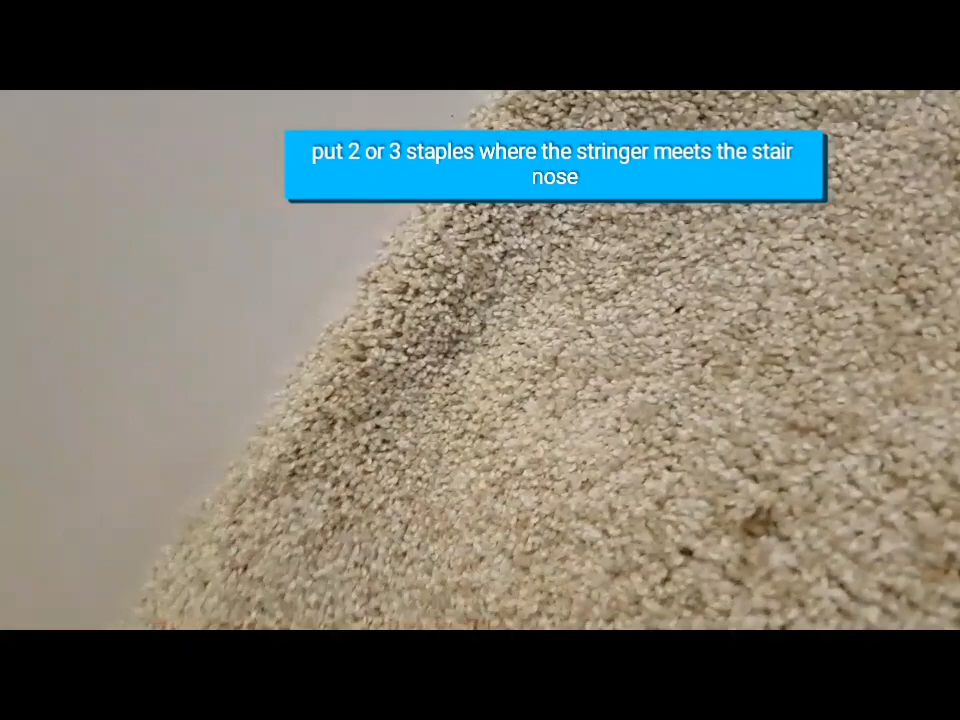 put 2 or 3 staples where the stringer meets the stair
nose